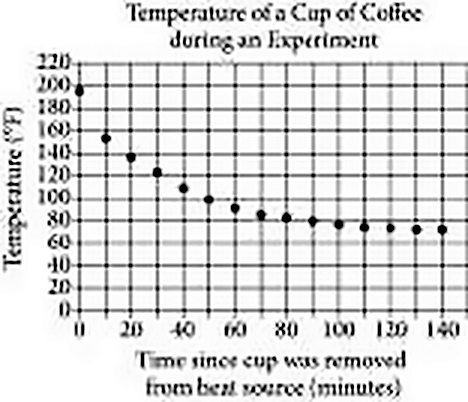 Temperature of a Cup of Coffee
during an Experiment
Temperature (°F)
220
200
180
160
140
120
100
80
60
40
20
0
0 20 40 60 80 100 120 140
Time since cup was removed
from heat source (minutes)